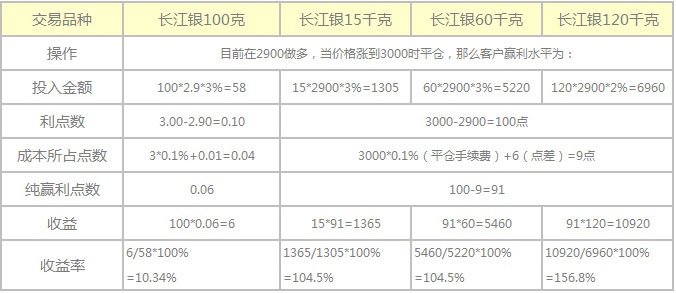 交易品种 长江银100克 长江银15千克 长江银60千克 长江银120千克
操作 目前在2900做多，当价格涨到3000时平仓，那么客户赢利水平为：
投入金额 100*2.9*3%=58 15*2900*3%=1305 60*2900*3%=5220 120*2900*2%=6960
利点数 3.00-2.90=0.10 3000-2900=100点
成本所占点数 3*0.1%+0.01=0.04 3000*0.1%（平仓手续费）+6（点差）=9点
纯赢利点数 0.06 100-9=91
收益 100*0.06=6 15*91=1365 91*60=5460 91*120=10920
收益率 6/58*100% 1365/1305*100% 5460/5220*100% 10920/6960*100%
=10.34% =104.5% =104.5% =156.8%